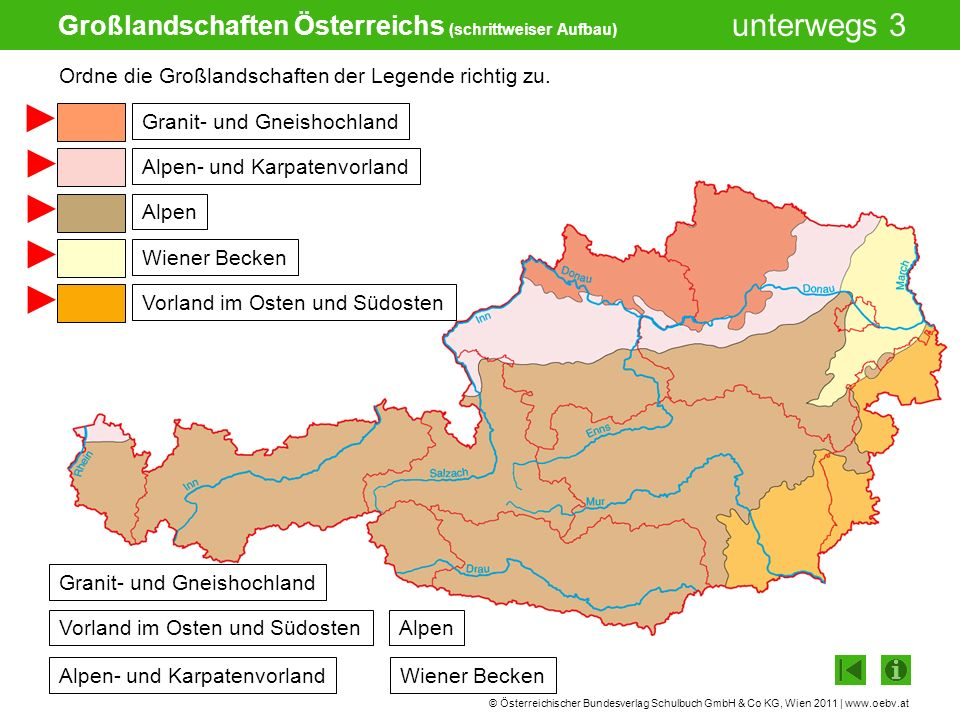 Großlandschaften Österreichs (schrittweiser Aufbau)
unterwegs 3
Ordne die Großlandschaften der Legende richtig zu.
Granit- und Gneishochland
Alpen- und Karpatenvorland
Alpen
Wiener Becken
Vorland im Osten und Südosten
Donau
March
Donau
Inn
Enns
Rhein
Salzach
Inn
Mur
Drau
Granit- und Gneishochland
Vorland im Osten und Südosten
Alpen
Alpen- und Karpatenvorland
Wiener Becken
© Österreichischer Bundesverlag Schulbuch GmbH & Co KG, Wien 2011 | www.oebv.at